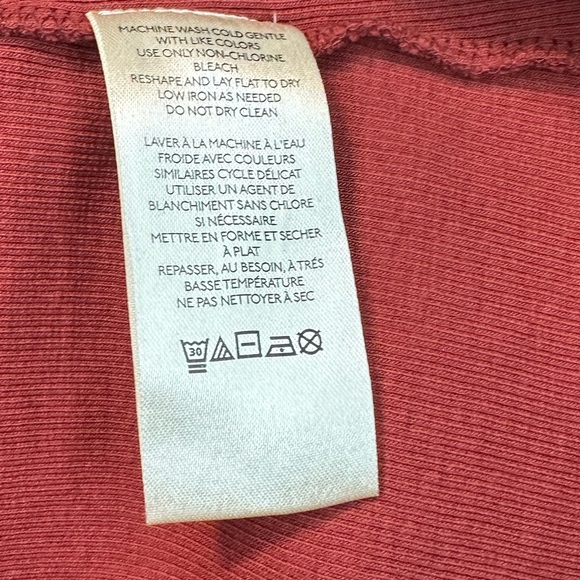 MACHINE WASH COLD GENTLE
WITH LIKE COLORS
USE ONLY NON-CHLORINE
BLEACH
RESHAPE AND LAY FLAT TO DRY
LOW IRON AS NEEDED
DO NOT DRY CLEAN
LAVER À LA MACHINE À L'EAU
FROIDE AVEC COULEURS
SIMILAIRES CYCLE DÉLICAT
UTILISER UN AGENT DE
BLANCHIMENT SANS CHLORE
SI NÉCESSAIRE
METTRE EN FORME ET SECHER
À PLAT
REPASSER, AU BESOIN, À TRÉS
BASSE TEMPÉRATURE
NE PAS NETTOYER À SEC
30